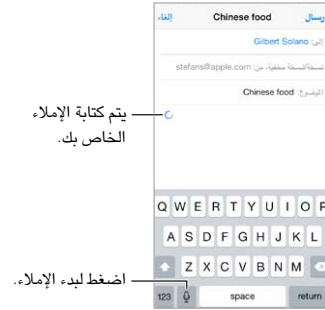 إلغاء Chinese food إرسال
إلى: Gilbert Solano
نسخة/نسخة مخفية، من: stefans@apple.com
الموضوع: Chinese food
يتم كتابة الإملاء
الخاص بك.
Q W E R T Y U I O P
A S D F G H J K L
Z X C V B N M
اضغط لبدء الإملاء.
123 space return